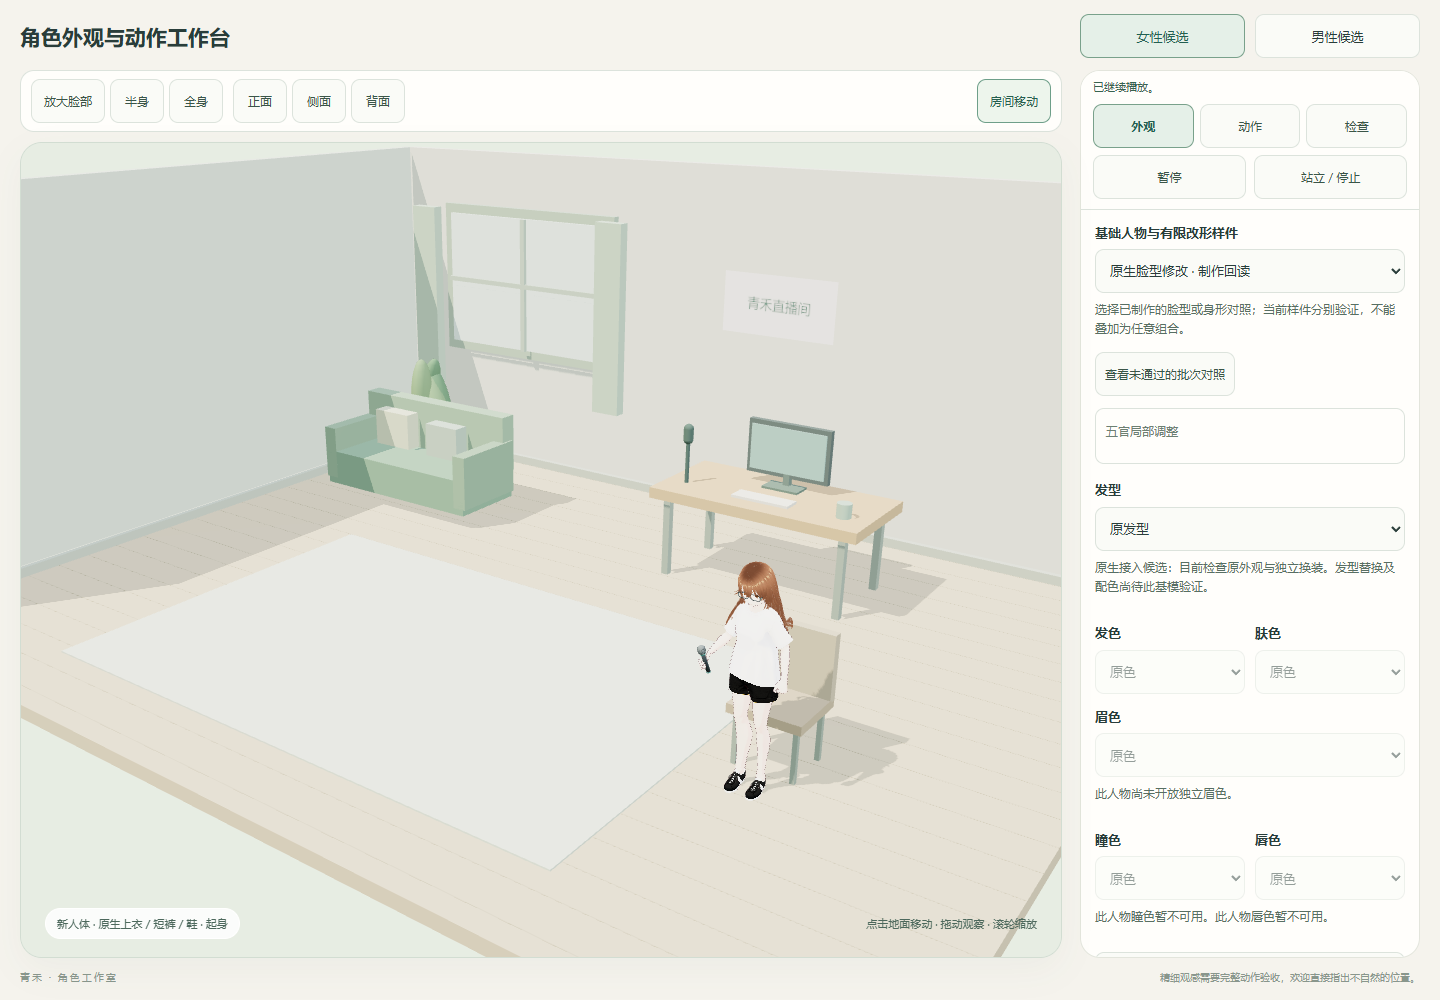 角色外观与动作工作台
女性候选
男性候选
放大脸部
半身
全身
正面
侧面
背面
房间移动
已继续播放。
外观
动作
检查
暂停
站立 / 停止
基础人物与有限改形样件
原生脸型修改 · 制作回读
选择已制作的脸型或身形对照；当前样件分别验证，不能
叠加为任意组合。
查看未通过的批次对照
五官局部调整
发型
原发型
原生接入候选：目前检查原外观与独立换装。发型替换及
配色尚待此基模验证。
发色
肤色
原色
原色
眉色
原色
此人物尚未开放独立眉色。
瞳色
唇色
原色
原色
此人物瞳色暂不可用。此人物唇色暂不可用。
青禾直播间
新人体 · 原生上衣 / 短裤 / 鞋 · 起身
点击地面移动 · 拖动观察 · 滚轮缩放
青禾 · 角色工作室
精细观感需要完整动作验收，欢迎直接指出不自然的位置。